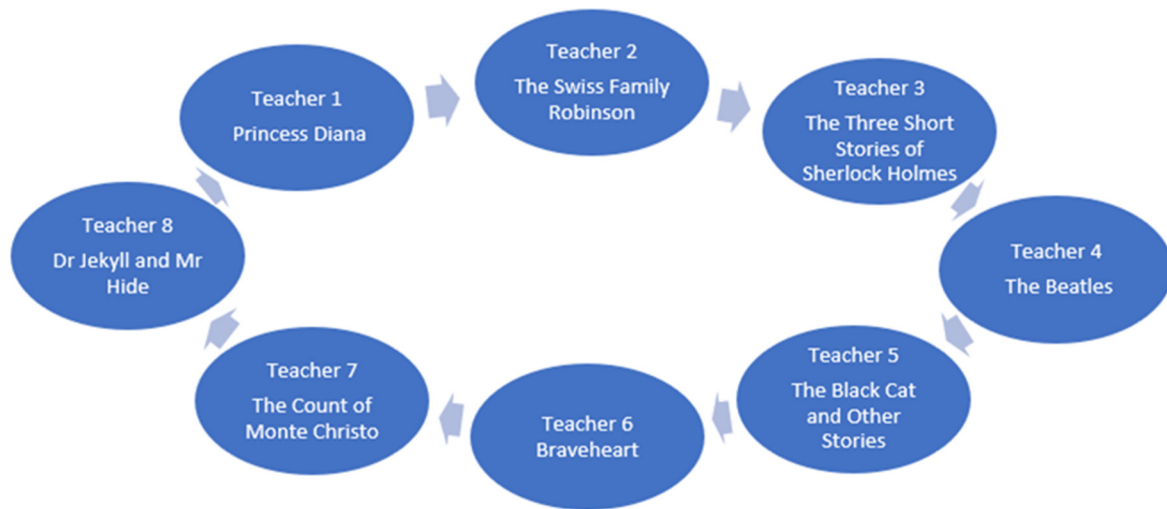 Teacher 1
Princess Diana
Teacher 2
The Swiss Family
Robinson
Teacher 3
The Three Short
Stories of
Sherlock Holmes
Teacher 4
The Beatles
Teacher 5
The Black Cat
and Other
Stories
Teacher 6
Braveheart
Teacher 7
The Count of
Monte Christo
Teacher 8
Dr Jekyll and Mr
Hide